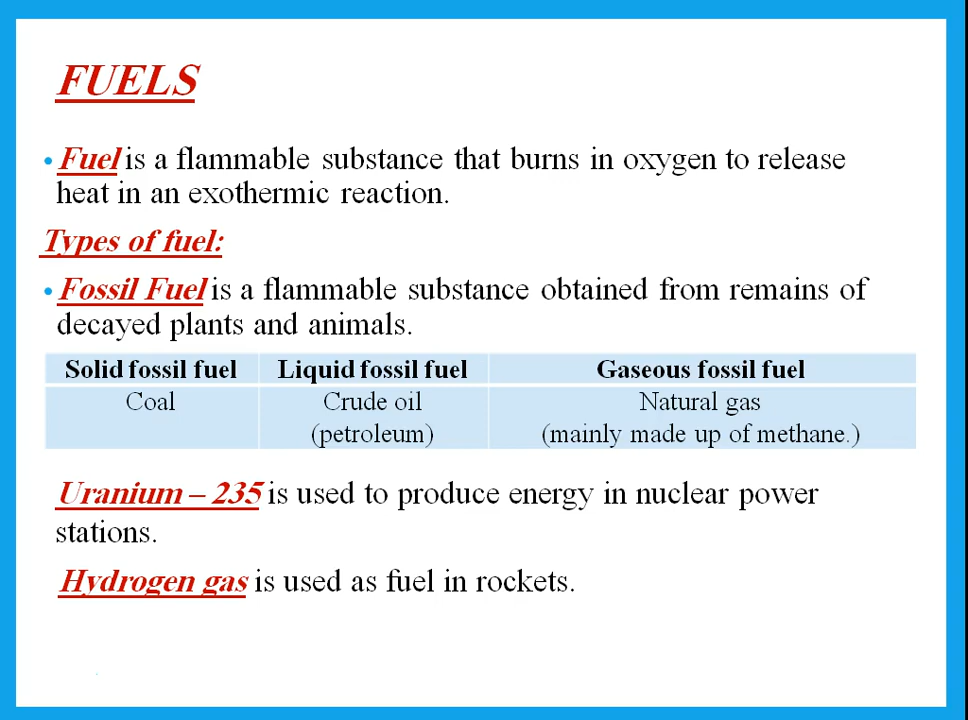 FUELS
• Fuel is a flammable substance that burns in oxygen to release
heat in an exothermic reaction.
Types of fuel:
• Fossil Fuel is a flammable substance obtained from remains of
decayed plants and animals.
Solid fossil fuel Liquid fossil fuel Gaseous fossil fuel
Coal Crude oil Natural gas
(petroleum) (mainly made up of methane.)
Uranium – 235 is used to produce energy in nuclear power
stations.
Hydrogen gas is used as fuel in rockets.